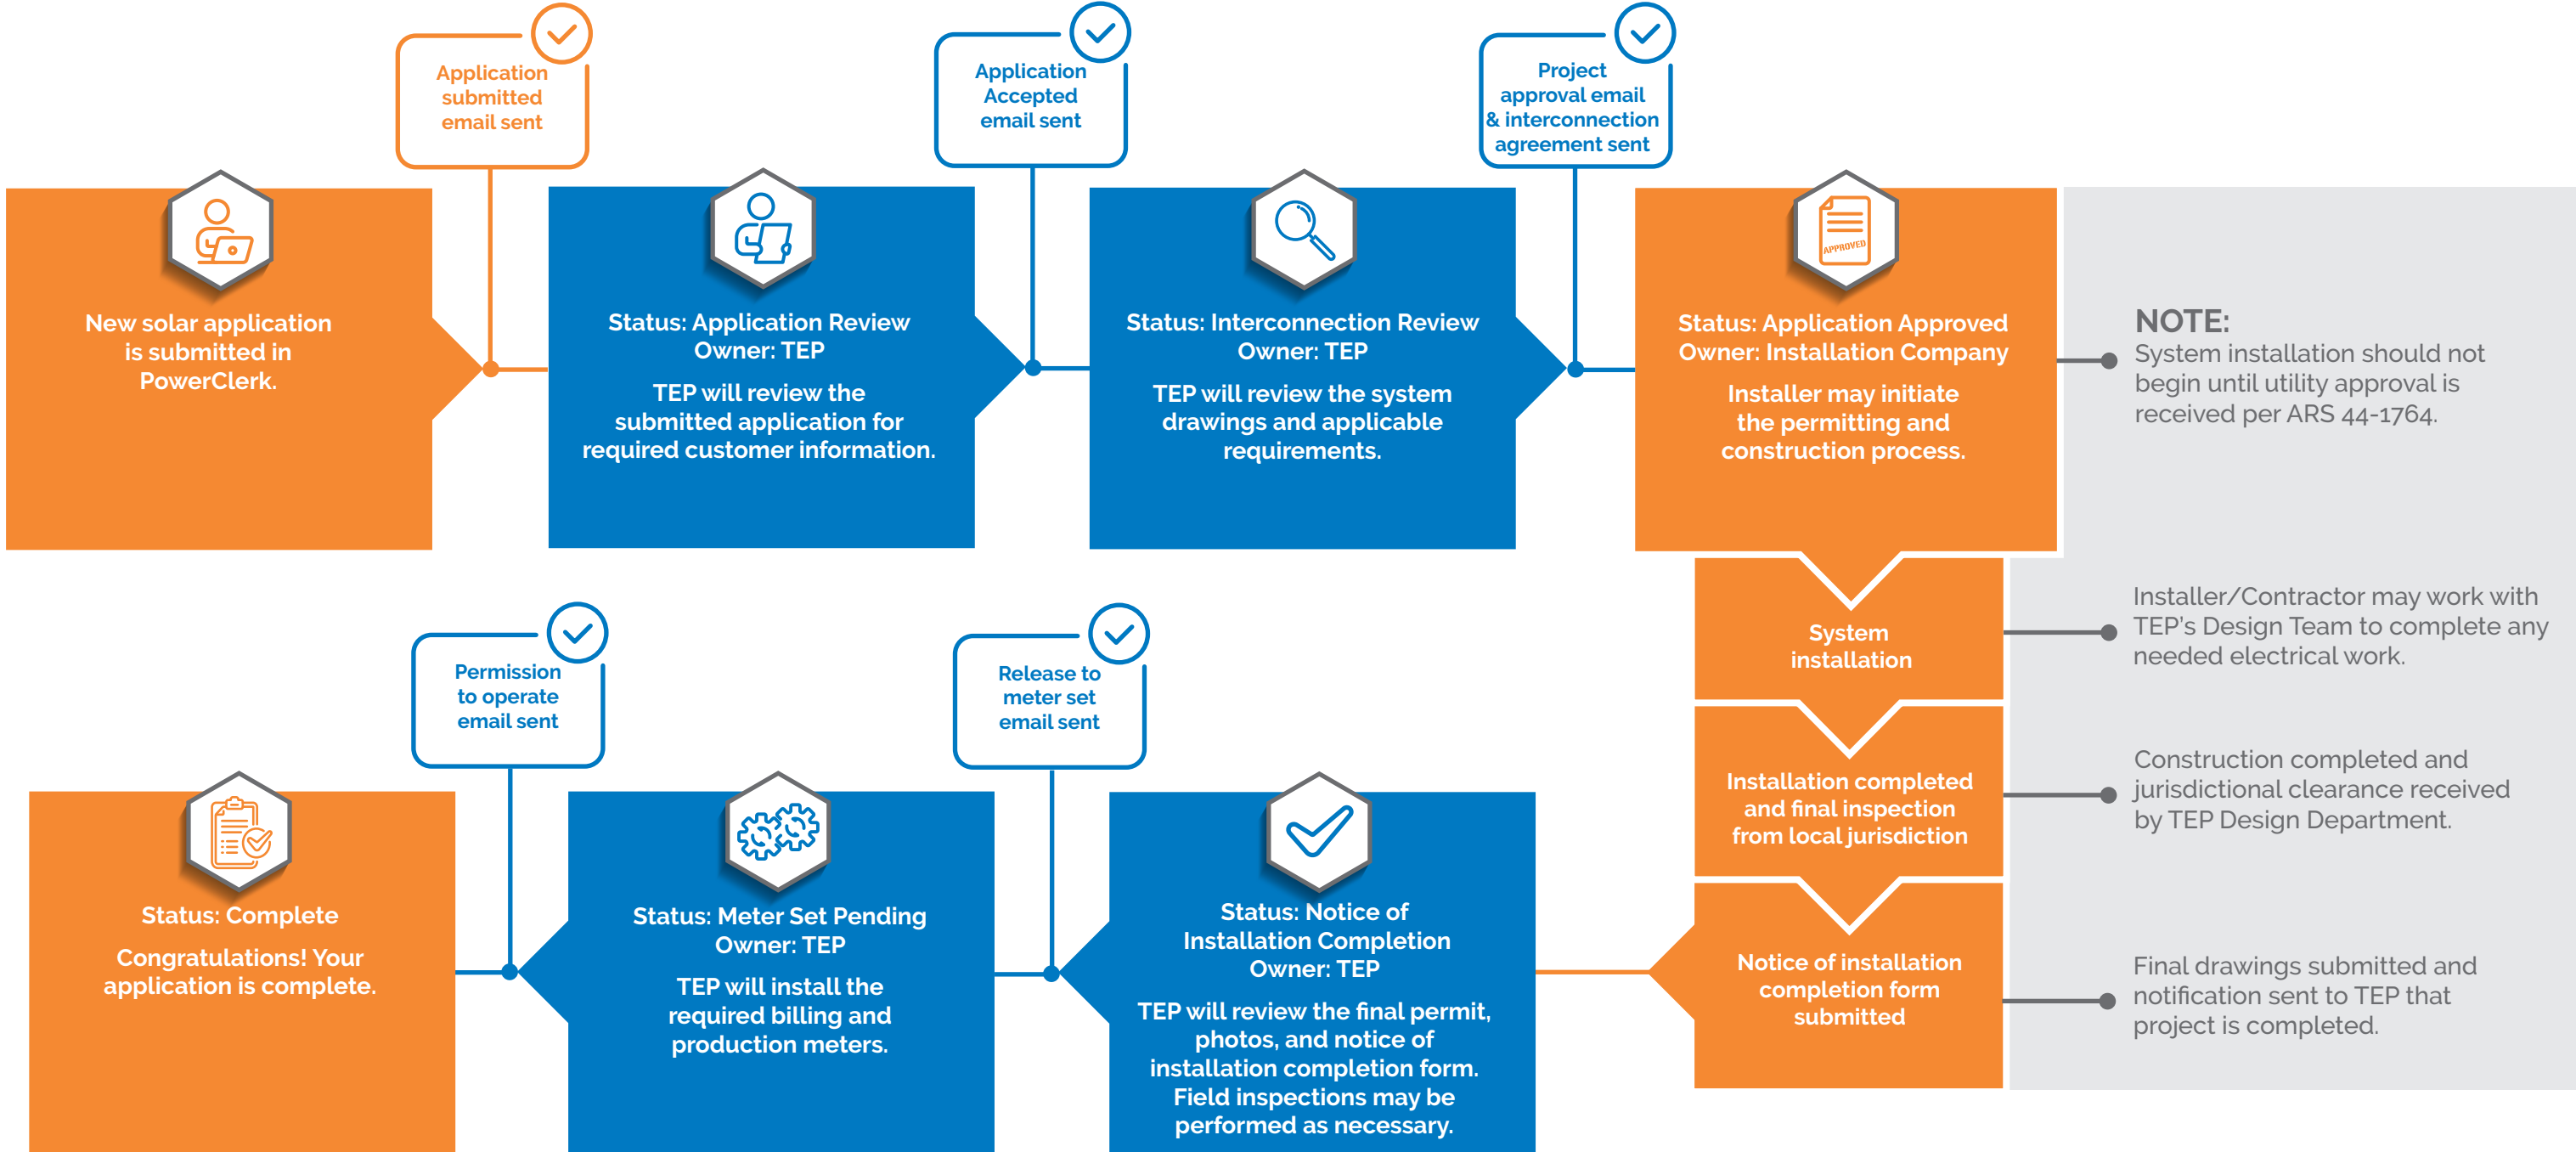 Application
submitted
email sent
Application
Accepted
email sent
Project
approval email
& interconnection
agreement sent
New solar application
is submitted in
PowerClerk.
Status: Application Review
Owner: TEP
TEP will review the
submitted application for
required customer information.
Status: Interconnection Review
Owner: TEP
TEP will review the system
drawings and applicable
requirements.
APPROVED
Status: Application Approved
Owner: Installation Company
Installer may initiate
the permitting and
construction process.
NOTE:
System installation should not
begin until utility approval is
received per ARS 44-1764.
System
installation
Installer/Contractor may work with
TEP's Design Team to complete any
needed electrical work.
Installation completed
and final inspection
from local jurisdiction
Construction completed and
jurisdictional clearance received
by TEP Design Department.
Notice of installation
completion form
submitted
Final drawings submitted and
notification sent to TEP that
project is completed.
Status: Notice of
Installation Completion
Owner: TEP
TEP will review the final permit,
photos, and notice of
installation completion form.
Field inspections may be
performed as necessary.
Release to
meter set
email sent
Status: Meter Set Pending
Owner: TEP
TEP will install the
required billing and
production meters.
Permission
to operate
email sent
Status: Complete
Congratulations! Your
application is complete.